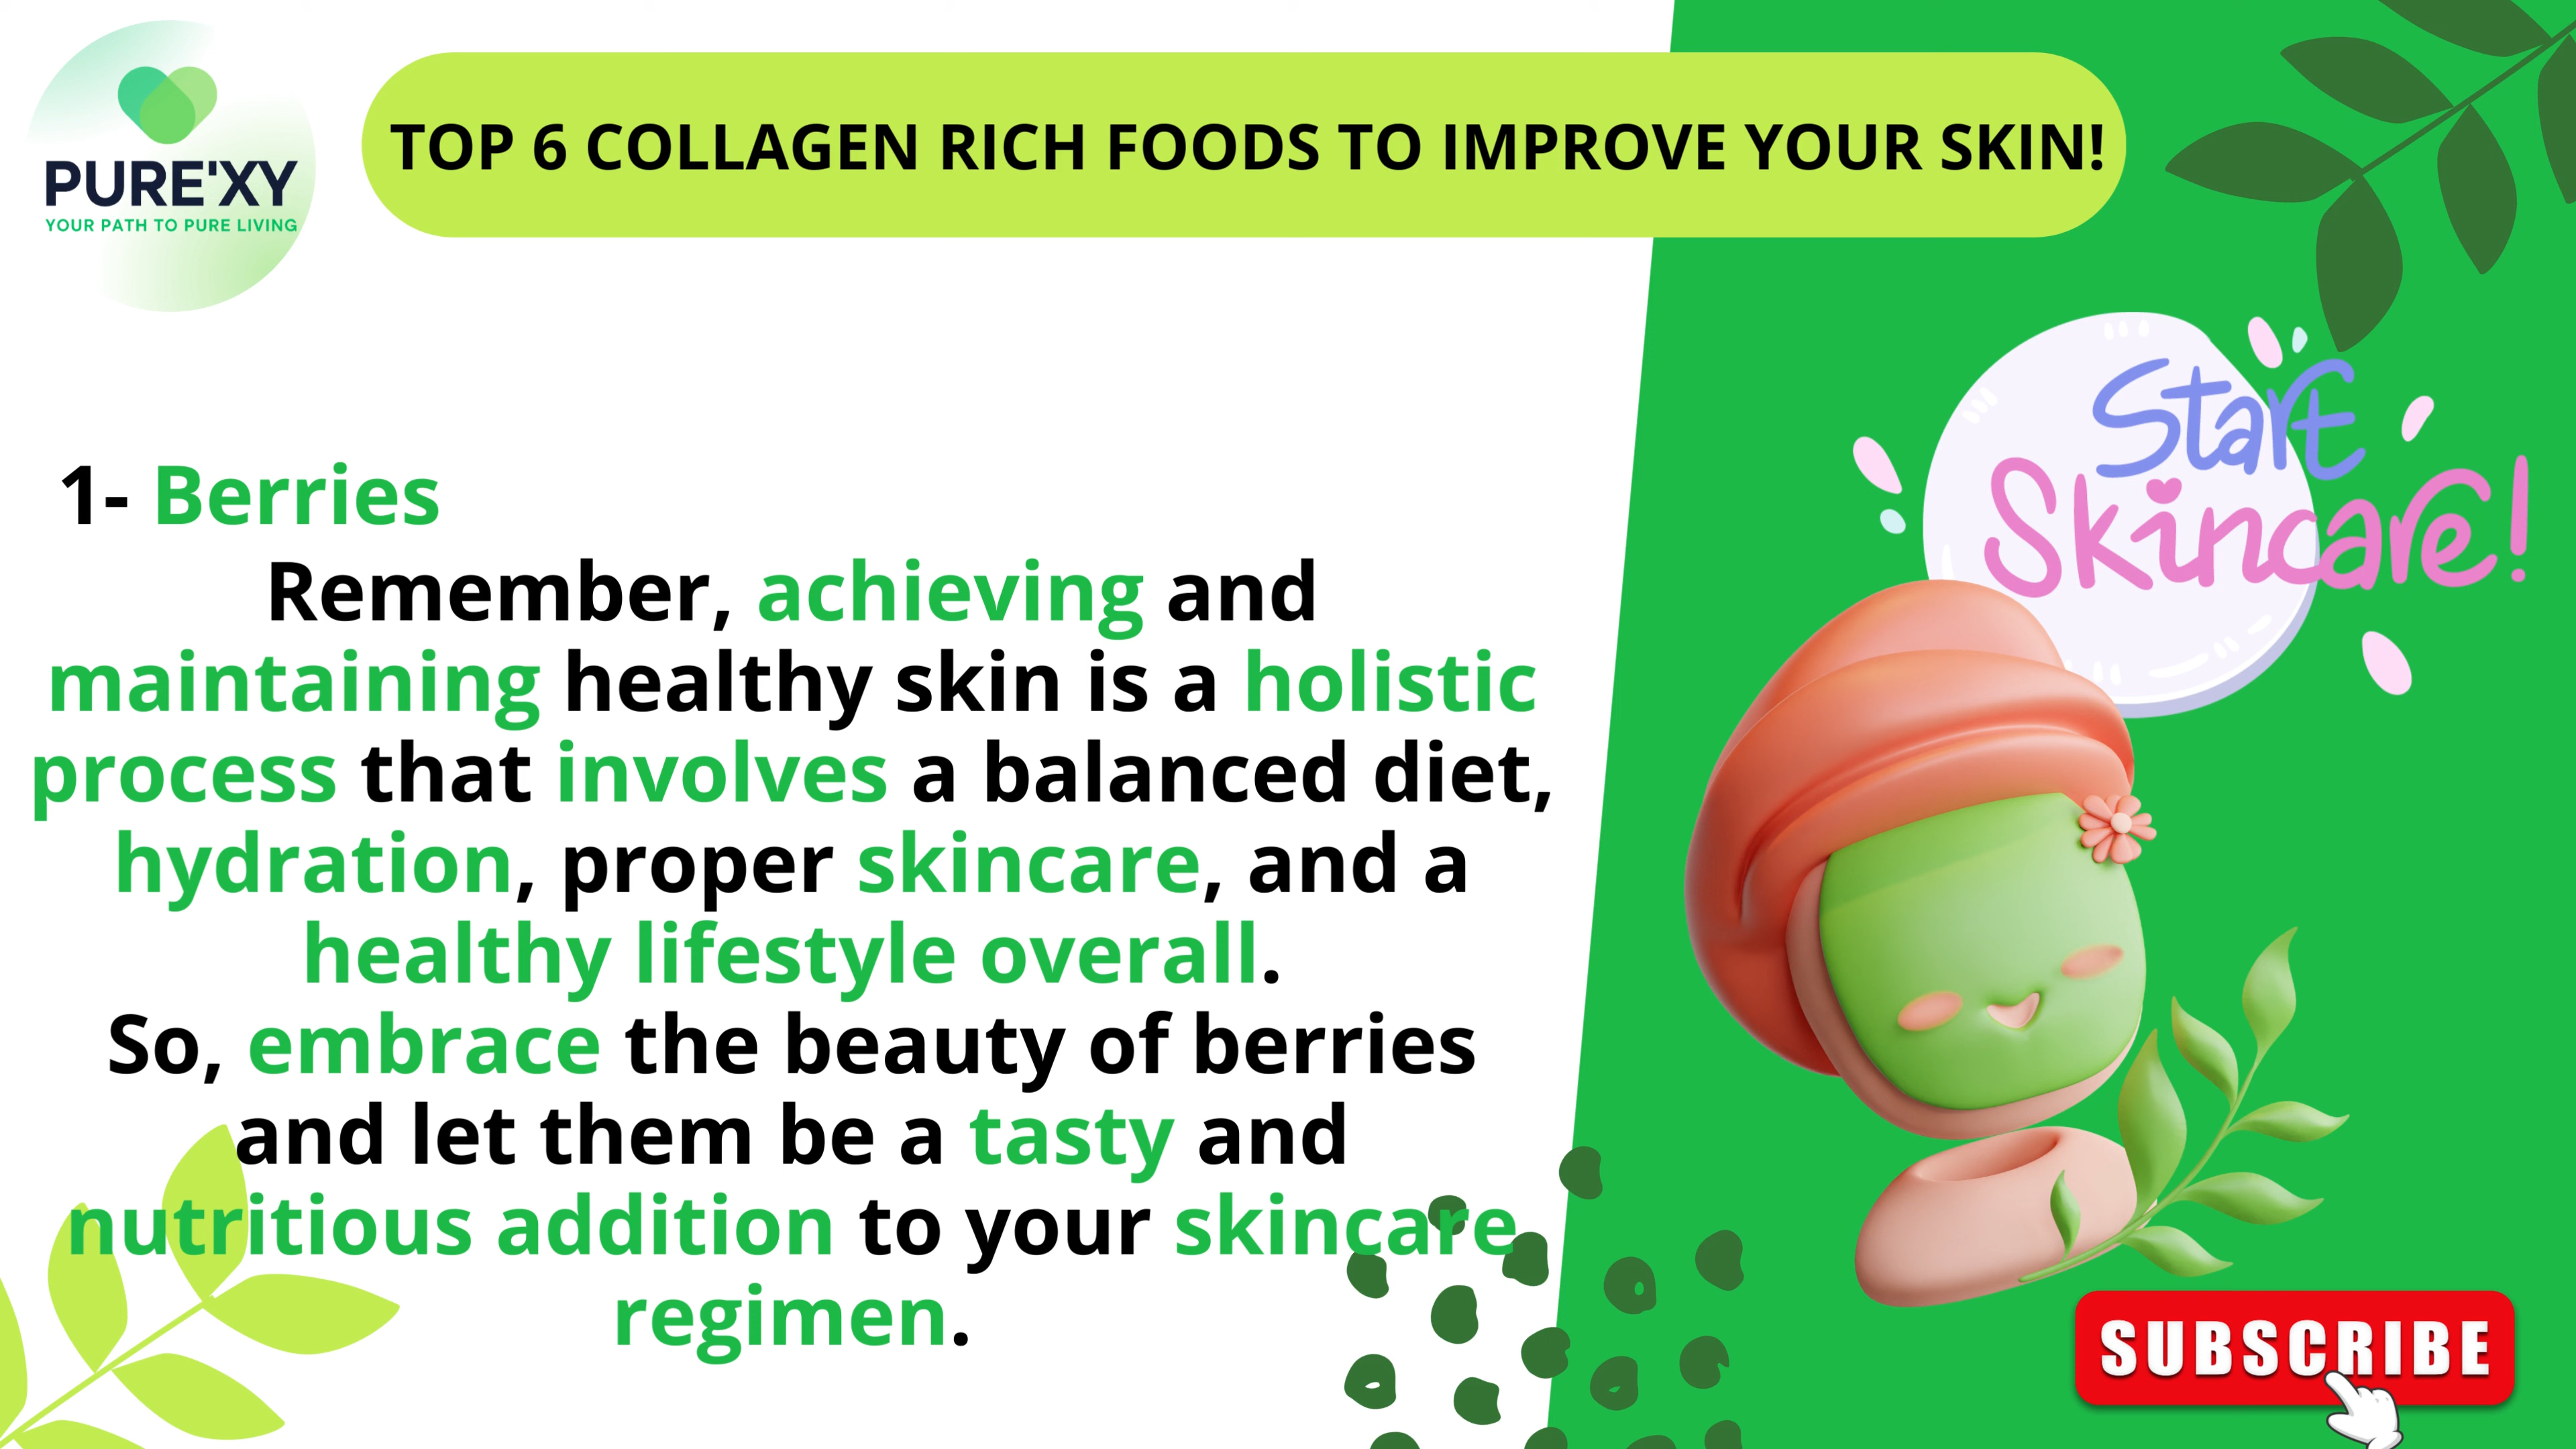 PURE'XY
YOUR PATH TO PURE LIVING
TOP 6 COLLAGEN RICH FOODS TO IMPROVE YOUR SKIN!
Start
Skincare!
1- Berries
Remember, achieving and
maintaining healthy skin is a holistic
process that involves a balanced diet,
hydration, proper skincare, and a
healthy lifestyle overall.
So, embrace the beauty of berries
and let them be a tasty and
nutritious addition to your skincare
regimen.
SUBSCRIBE